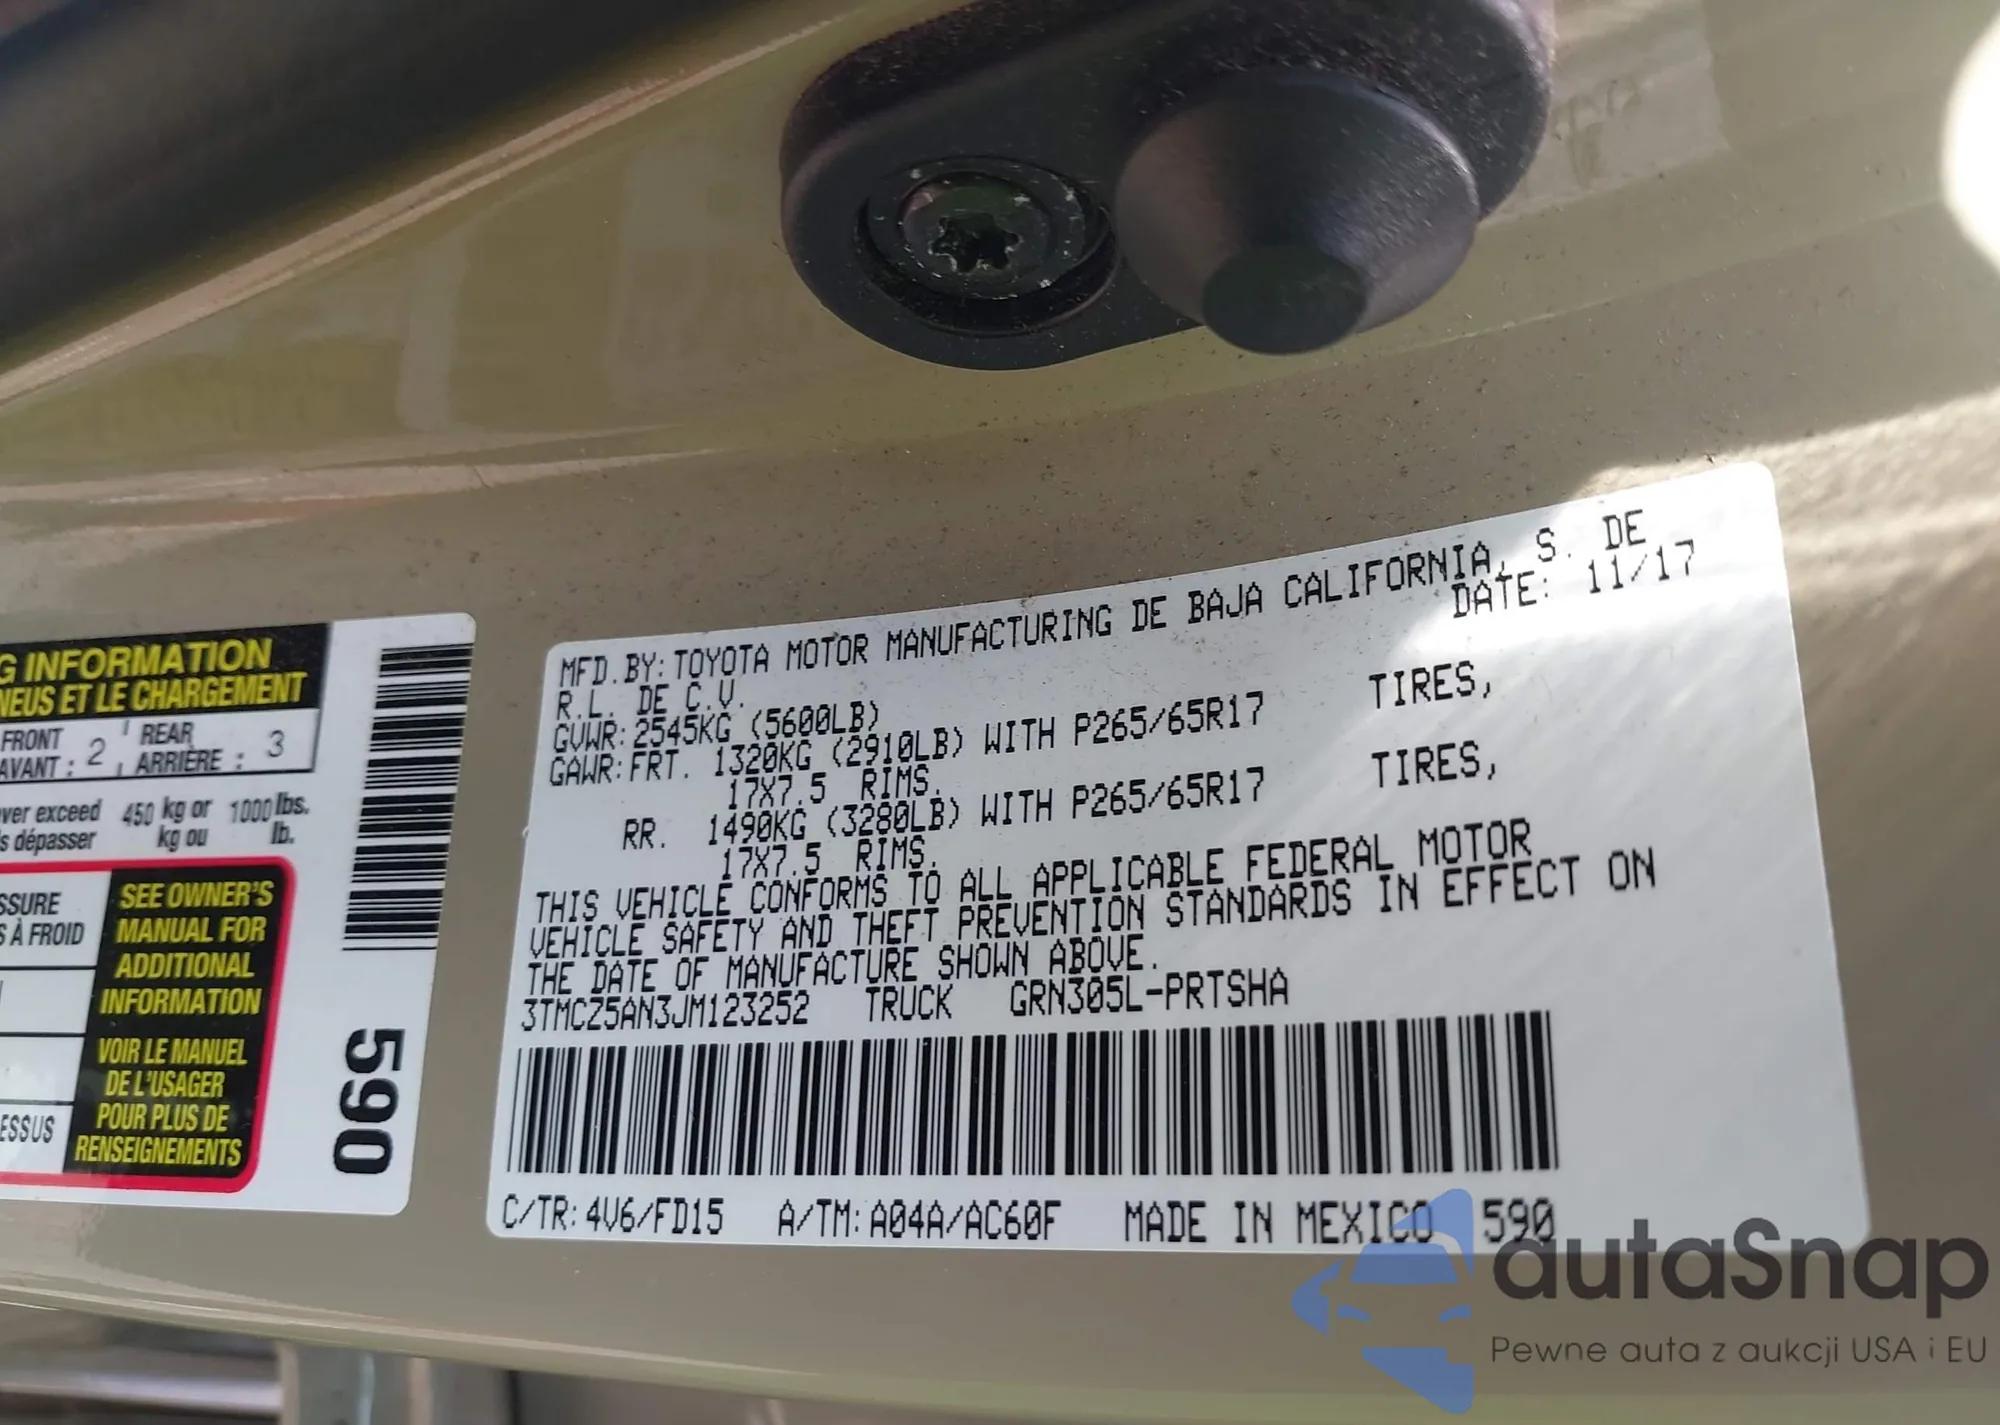 G INFORMATION
NEUS ET LE CHARGEMENT
FRONT
AVANT : 2
REAR
ARRIÈRE : 3
ver exceed 450 kg or 1000 lbs.
s dépasser kg ou lb.
SSURE
S À FROID
ESSUS
SEE OWNER'S
MANUAL FOR
ADDITIONAL
INFORMATION
VOIR LE MANUEL
DE L'USAGER
POUR PLUS DE
RENSEIGNEMENTS
590
MFD.BY: TOYOTA MOTOR MANUFACTURING DE BAJA CALIFORNIA, S. DE
R.L. DE C.V. DATE: 11/17
GVWR: 2545KG (5600LB)
GAWR: FRT. 1320KG (2910LB) WITH P265/65R17 TIRES,
17X7.5 RIMS.
RR. 1490KG (3280LB) WITH P265/65R17 TIRES,
17X7.5 RIMS.
THIS VEHICLE CONFORMS TO ALL APPLICABLE FEDERAL MOTOR
VEHICLE SAFETY AND THEFT PREVENTION STANDARDS IN EFFECT ON
THE DATE OF MANUFACTURE SHOWN ABOVE.
3TMCZ5AN3JM123252 TRUCK GRN305L-PRTSHA
C/TR: 4V6/FD15 A/TM: A04A/AC60F MADE IN MEXICO 590
autaSnap
Pewne auta z aukcji USA i EU